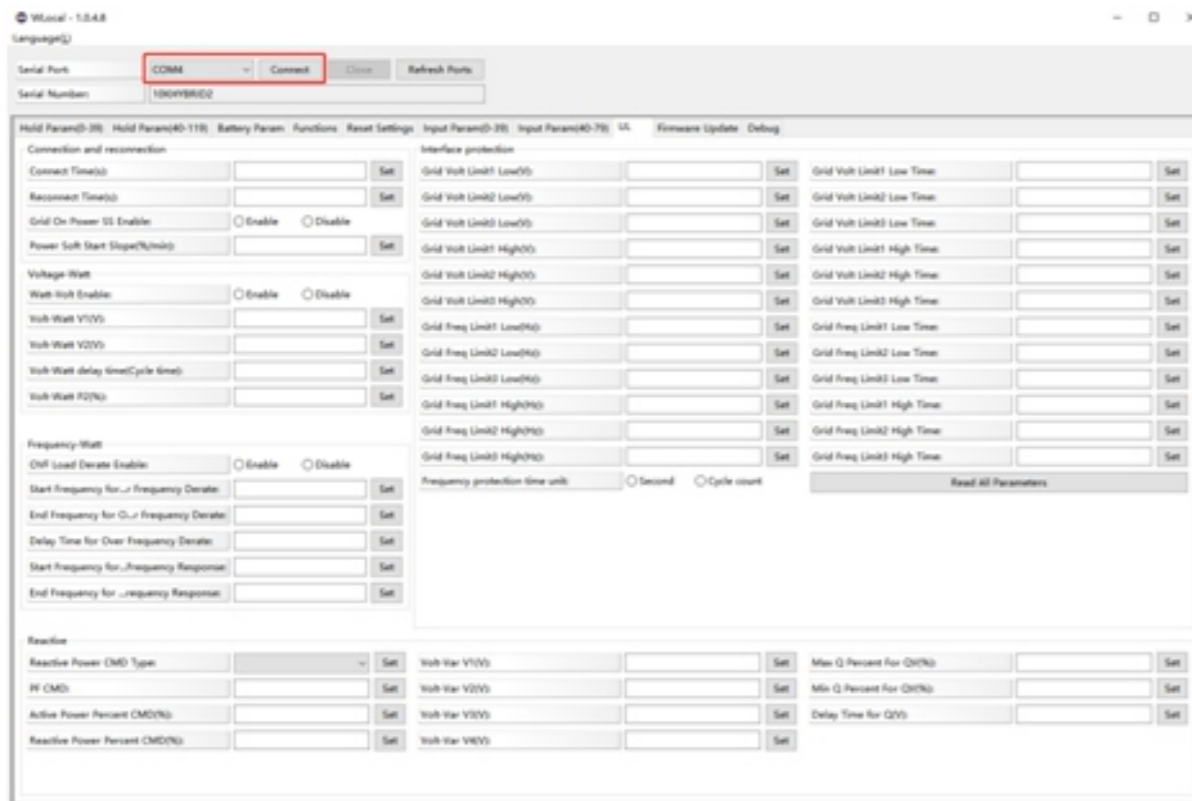 WLocal - 1.0.4.8
Language(L)
Serial Port: COM4 Connect Close Refresh Ports
Serial Number: 10KHYBRID2
Hold Param(0-39) Hold Param(40-119) Battery Param Functions Reset Settings Input Param(0-39) Input Param(40-79) UL Firmware Update Debug
Connection and reconnection
Connect Time(s): Set
Reconnect Time(s): Set
Grid On Power SS Enable: Enable Disable
Power Soft Start Slope(%/min): Set
Voltage-Watt
Watt-Volt Enable: Enable Disable
Volt-Watt V1(V): Set
Volt-Watt V2(V): Set
Volt-Watt delay time(Cycle time): Set
Volt-Watt P2(%): Set
Frequency-Watt
OVF Load Derate Enable: Enable Disable
Start Frequency for...r Frequency Derate: Set
End Frequency for O...r Frequency Derate: Set
Delay Time for Over Frequency Derate: Set
Start Frequency for...Frequency Response: Set
End Frequency for ...requency Response: Set
Interface protection
Grid Volt Limit1 Low(V): Set Grid Volt Limit1 Low Time: Set
Grid Volt Limit2 Low(V): Set Grid Volt Limit2 Low Time: Set
Grid Volt Limit3 Low(V): Set Grid Volt Limit3 Low Time: Set
Grid Volt Limit1 High(V): Set Grid Volt Limit1 High Time: Set
Grid Volt Limit2 High(V): Set Grid Volt Limit2 High Time: Set
Grid Volt Limit3 High(V): Set Grid Volt Limit3 High Time: Set
Grid Freq Limit1 Low(Hz): Set Grid Freq Limit1 Low Time: Set
Grid Freq Limit2 Low(Hz): Set Grid Freq Limit2 Low Time: Set
Grid Freq Limit3 Low(Hz): Set Grid Freq Limit3 Low Time: Set
Grid Freq Limit1 High(Hz): Set Grid Freq Limit1 High Time: Set
Grid Freq Limit2 High(Hz): Set Grid Freq Limit2 High Time: Set
Grid Freq Limit3 High(Hz): Set Grid Freq Limit3 High Time: Set
Frequency protection time unit: Second Cycle count Read All Parameters
Reactive
Reactive Power CMD Type: Set Volt-Var V1(V): Set Max Q Percent For QV(%): Set
PF CMD: Set Volt-Var V2(V): Set Min Q Percent For QV(%): Set
Active Power Percent CMD(%): Set Volt-Var V3(V): Set Delay Time for Q(V): Set
Reactive Power Percent CMD(%): Set Volt-Var V4(V): Set